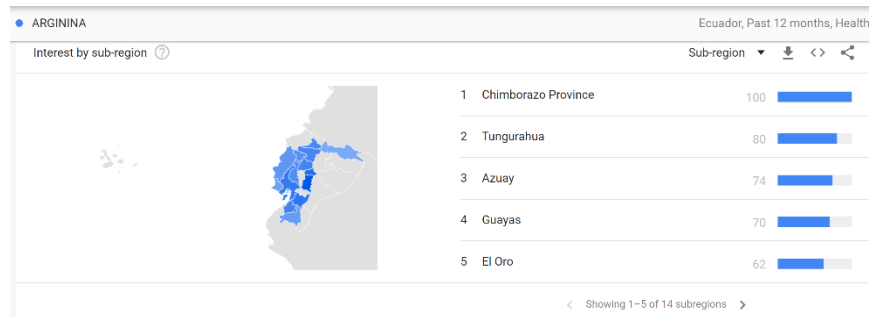 ARGININA
Ecuador, Past 12 months, Health
Interest by sub-region ?
Sub-region
1 Chimborazo Province 100
2 Tungurahua 80
3 Azuay 74
4 Guayas 70
5 El Oro 62
Showing 1–5 of 14 subregions